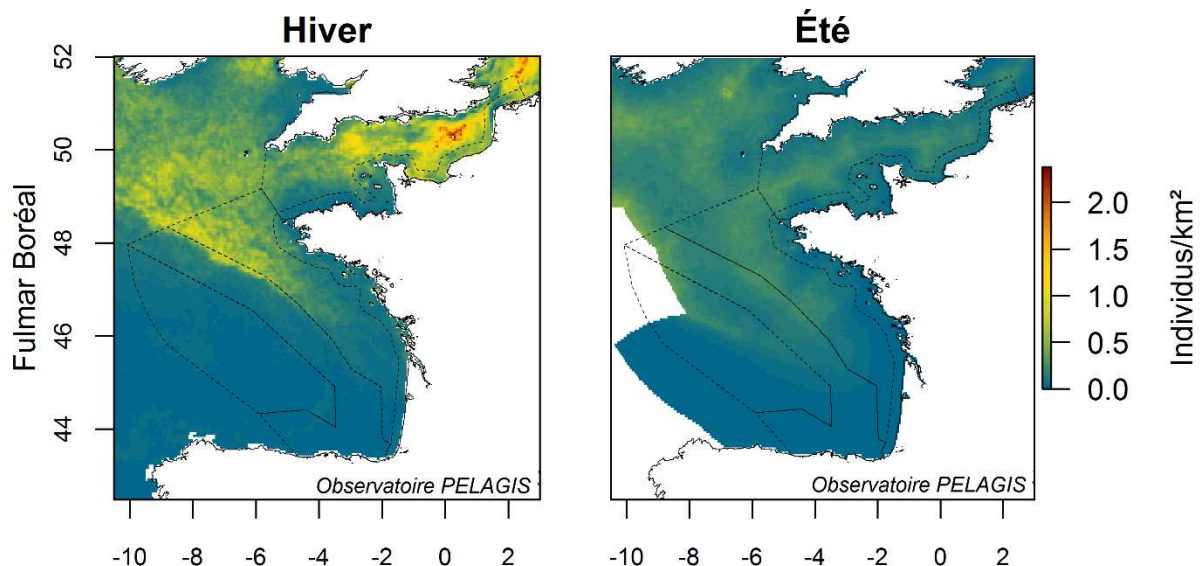 Hiver
Été
Fulmar Boréal
52
50
48
46
44
Observatoire PELAGIS
Observatoire PELAGIS
-10 -8 -6 -4 -2 0 2
-10 -8 -6 -4 -2 0 2
2.0
1.5
1.0
0.5
0.0
Individus/km²